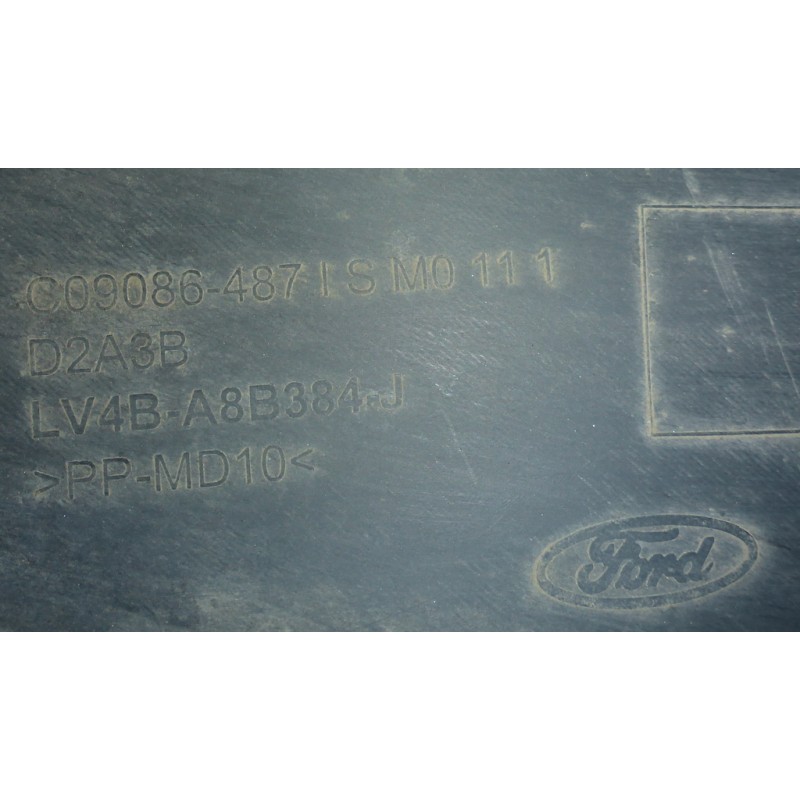 C09086-487 I S M0 11 1
D2A3B
LV4B-A8B384-J
>PP-MD10<
Ford